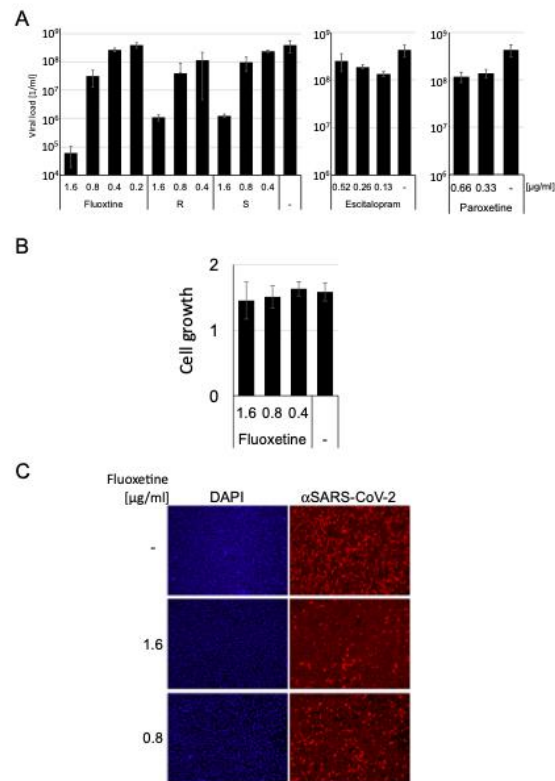 A
Viral load [1/ml]
10⁹
10⁸
10⁷
10⁶
10⁵
10⁴
1.6 0.8 0.4 0.2 1.6 0.8 0.4 1.6 0.8 0.4 -
Fluoxtine R S
10⁹
10⁸
10⁷
10⁶
0.52 0.26 0.13 -
Escitalopram
10⁹
10⁸
10⁷
10⁶
0.66 0.33 - [µg/ml]
Paroxetine
B
Cell growth
2
1
0
1.6 0.8 0.4
Fluoxetine -
C
Fluoxetine
[µg/ml] DAPI αSARS-CoV-2
-
1.6
0.8